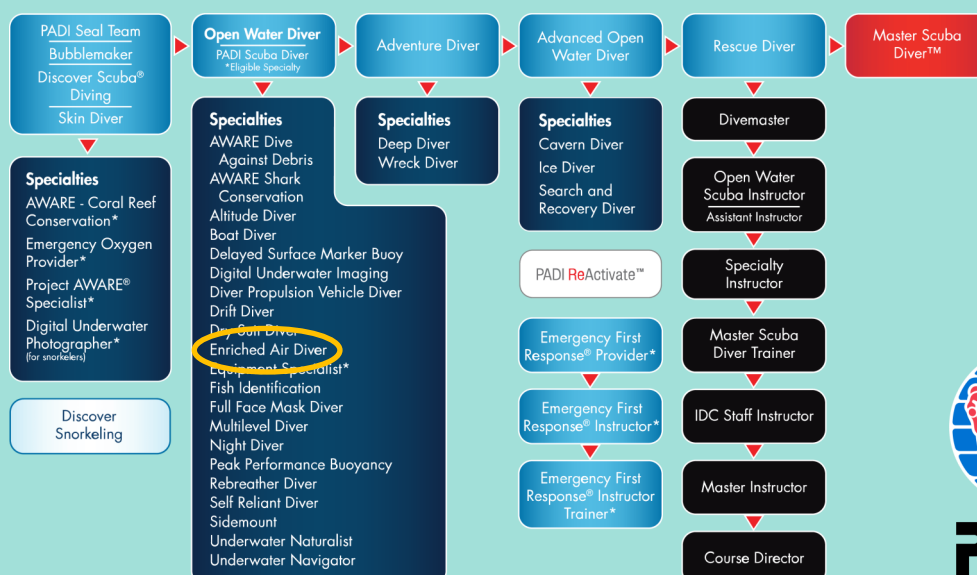 PADI Seal Team
Bubblemaker
Discover Scuba®
Diving
Skin Diver
Open Water Diver
PADI Scuba Diver
*Eligible Specialty
Adventure Diver
Advanced Open
Water Diver
Rescue Diver
Master Scuba
Diver™
Specialties
AWARE - Coral Reef
Conservation*
Emergency Oxygen
Provider*
Project AWARE®
Specialist*
Digital Underwater
Photographer*
(for snorkelers)
Discover
Snorkeling
Specialties
AWARE Dive
Against Debris
AWARE Shark
Conservation
Altitude Diver
Boat Diver
Delayed Surface Marker Buoy
Digital Underwater Imaging
Diver Propulsion Vehicle Diver
Drift Diver
Dry Suit Diver
Enriched Air Diver
Equipment Specialist*
Fish Identification
Full Face Mask Diver
Multilevel Diver
Night Diver
Peak Performance Buoyancy
Rebreather Diver
Self Reliant Diver
Sidemount
Underwater Naturalist
Underwater Navigator
Specialties
Deep Diver
Wreck Diver
Specialties
Cavern Diver
Ice Diver
Search and
Recovery Diver
PADI ReActivate™
Emergency First
Response® Provider*
Emergency First
Response® Instructor*
Emergency First
Response® Instructor
Trainer*
Divemaster
Open Water
Scuba Instructor
Assistant Instructor
Specialty
Instructor
Master Scuba
Diver Trainer
IDC Staff Instructor
Master Instructor
Course Director